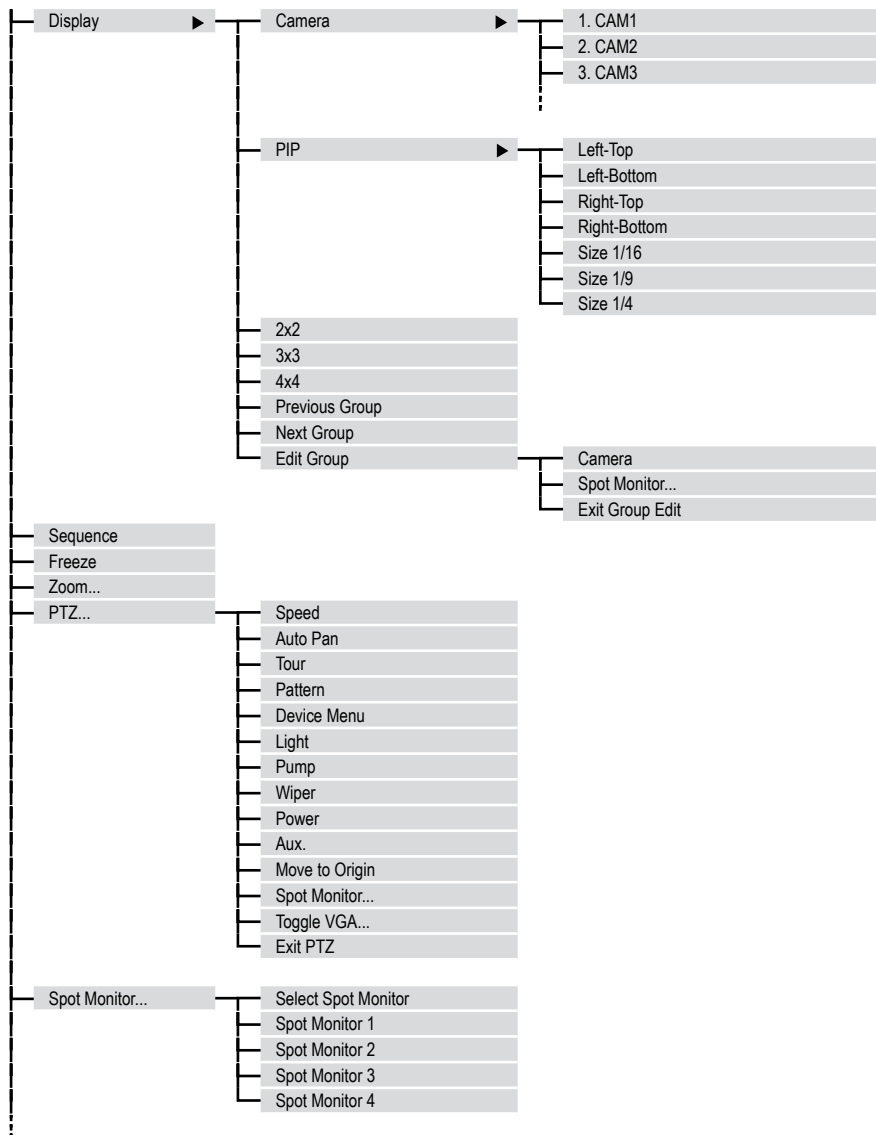 Display ▶ Camera ▶ 1. CAM1
2. CAM2
3. CAM3
PIP ▶ Left-Top
Left-Bottom
Right-Top
Right-Bottom
Size 1/16
Size 1/9
Size 1/4
2x2
3x3
4x4
Previous Group
Next Group
Edit Group Camera
Spot Monitor...
Exit Group Edit
Sequence
Freeze
Zoom...
PTZ... Speed
Auto Pan
Tour
Pattern
Device Menu
Light
Pump
Wiper
Power
Aux.
Move to Origin
Spot Monitor...
Toggle VGA...
Exit PTZ
Spot Monitor... Select Spot Monitor
Spot Monitor 1
Spot Monitor 2
Spot Monitor 3
Spot Monitor 4